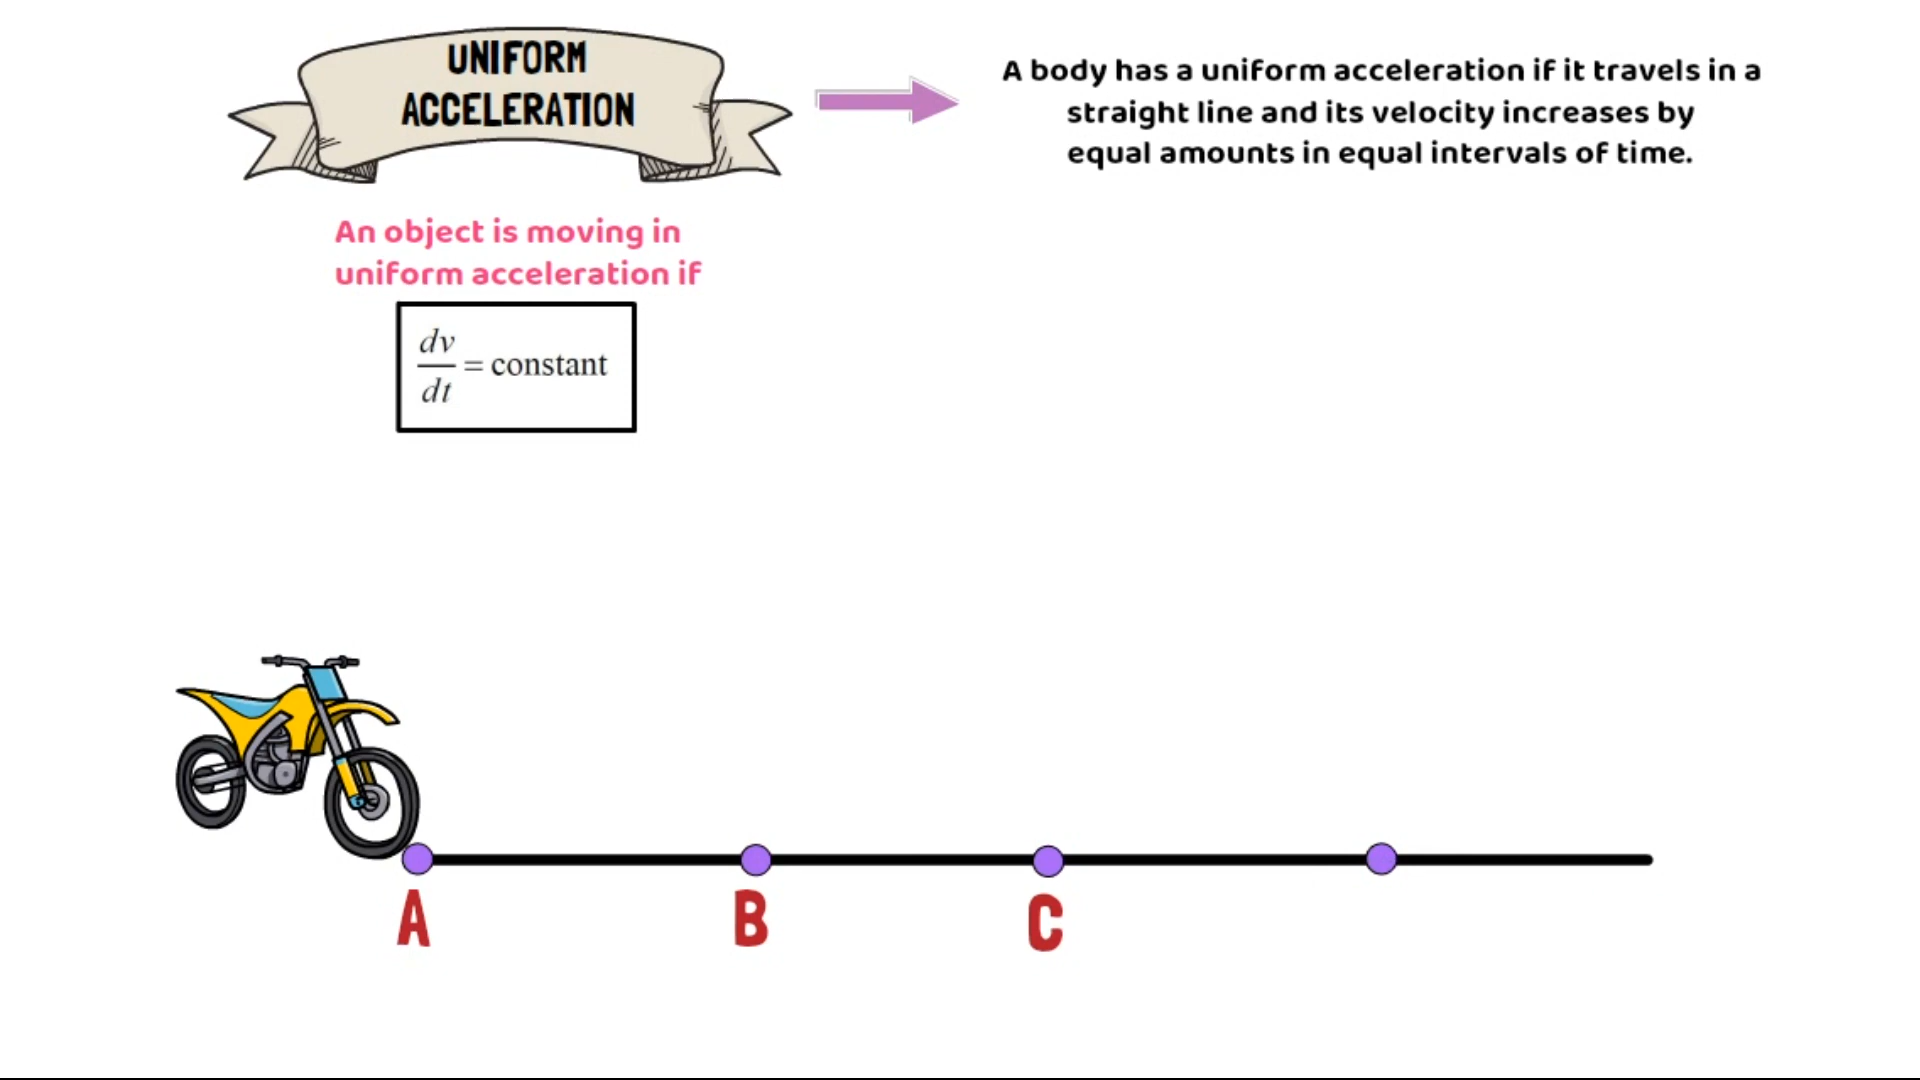 UNIFORM
ACCELERATION
A body has a uniform acceleration if it travels in a
straight line and its velocity increases by
equal amounts in equal intervals of time.
An object is moving in
uniform acceleration if
dv
dt
= constant
A
B
C